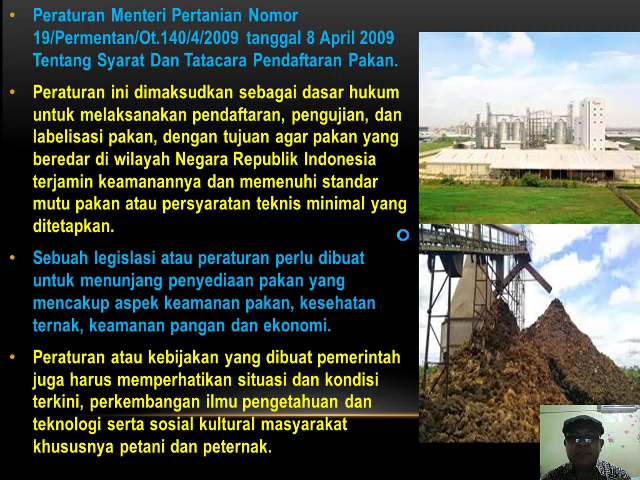 • Peraturan Menteri Pertanian Nomor
19/Permentan/Ot.140/4/2009 tanggal 8 April 2009
Tentang Syarat Dan Tatacara Pendaftaran Pakan.
• Peraturan ini dimaksudkan sebagai dasar hukum
untuk melaksanakan pendaftaran, pengujian, dan
labelisasi pakan, dengan tujuan agar pakan yang
beredar di wilayah Negara Republik Indonesia
terjamin keamanannya dan memenuhi standar
mutu pakan atau persyaratan teknis minimal yang
ditetapkan.
• Sebuah legislasi atau peraturan perlu dibuat
untuk menunjang penyediaan pakan yang
mencakup aspek keamanan pakan, kesehatan
ternak, keamanan pangan dan ekonomi.
• Peraturan atau kebijakan yang dibuat pemerintah
juga harus memperhatikan situasi dan kondisi
terkini, perkembangan ilmu pengetahuan dan
teknologi serta sosial kultural masyarakat
khususnya petani dan peternak.